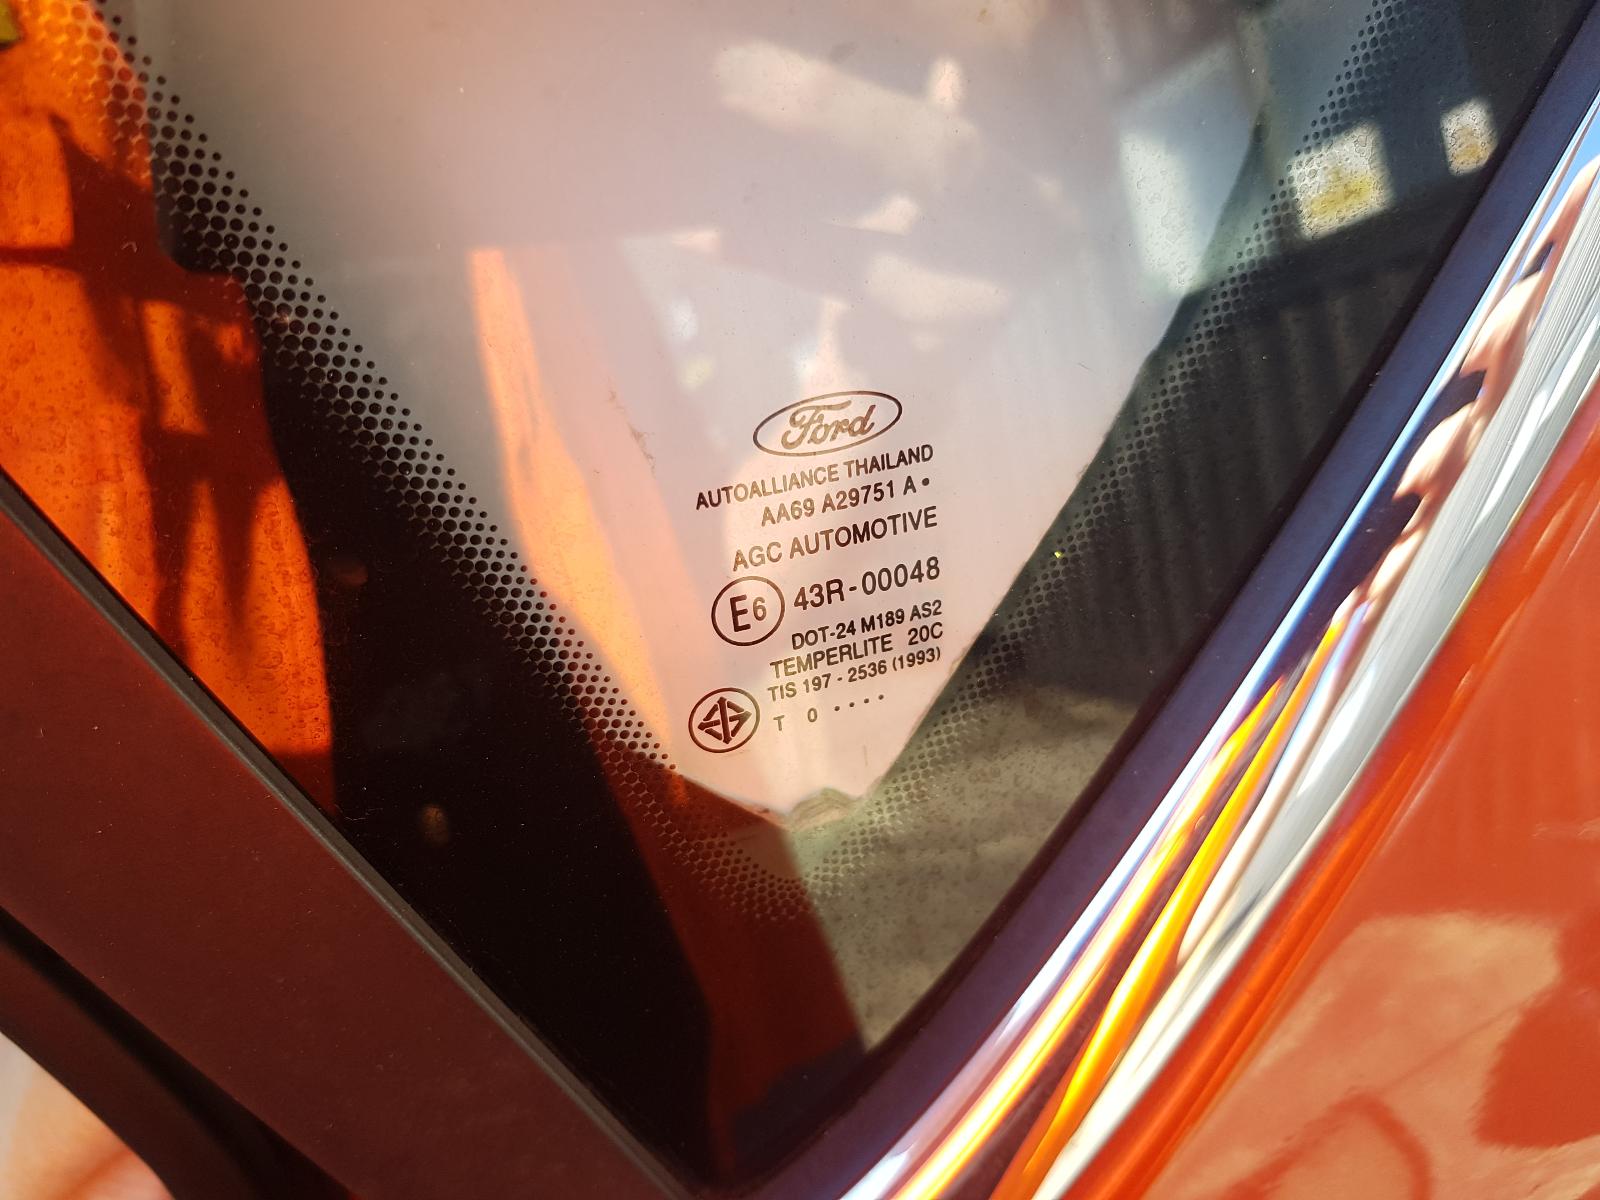 Ford
AUTOALLIANCE THAILAND
AA69 A29751 A •
AGC AUTOMOTIVE
E6 43R-00048
DOT-24 M189 AS2
TEMPERLITE 20C
TIS 197 - 2536 (1993)
T 0 ····